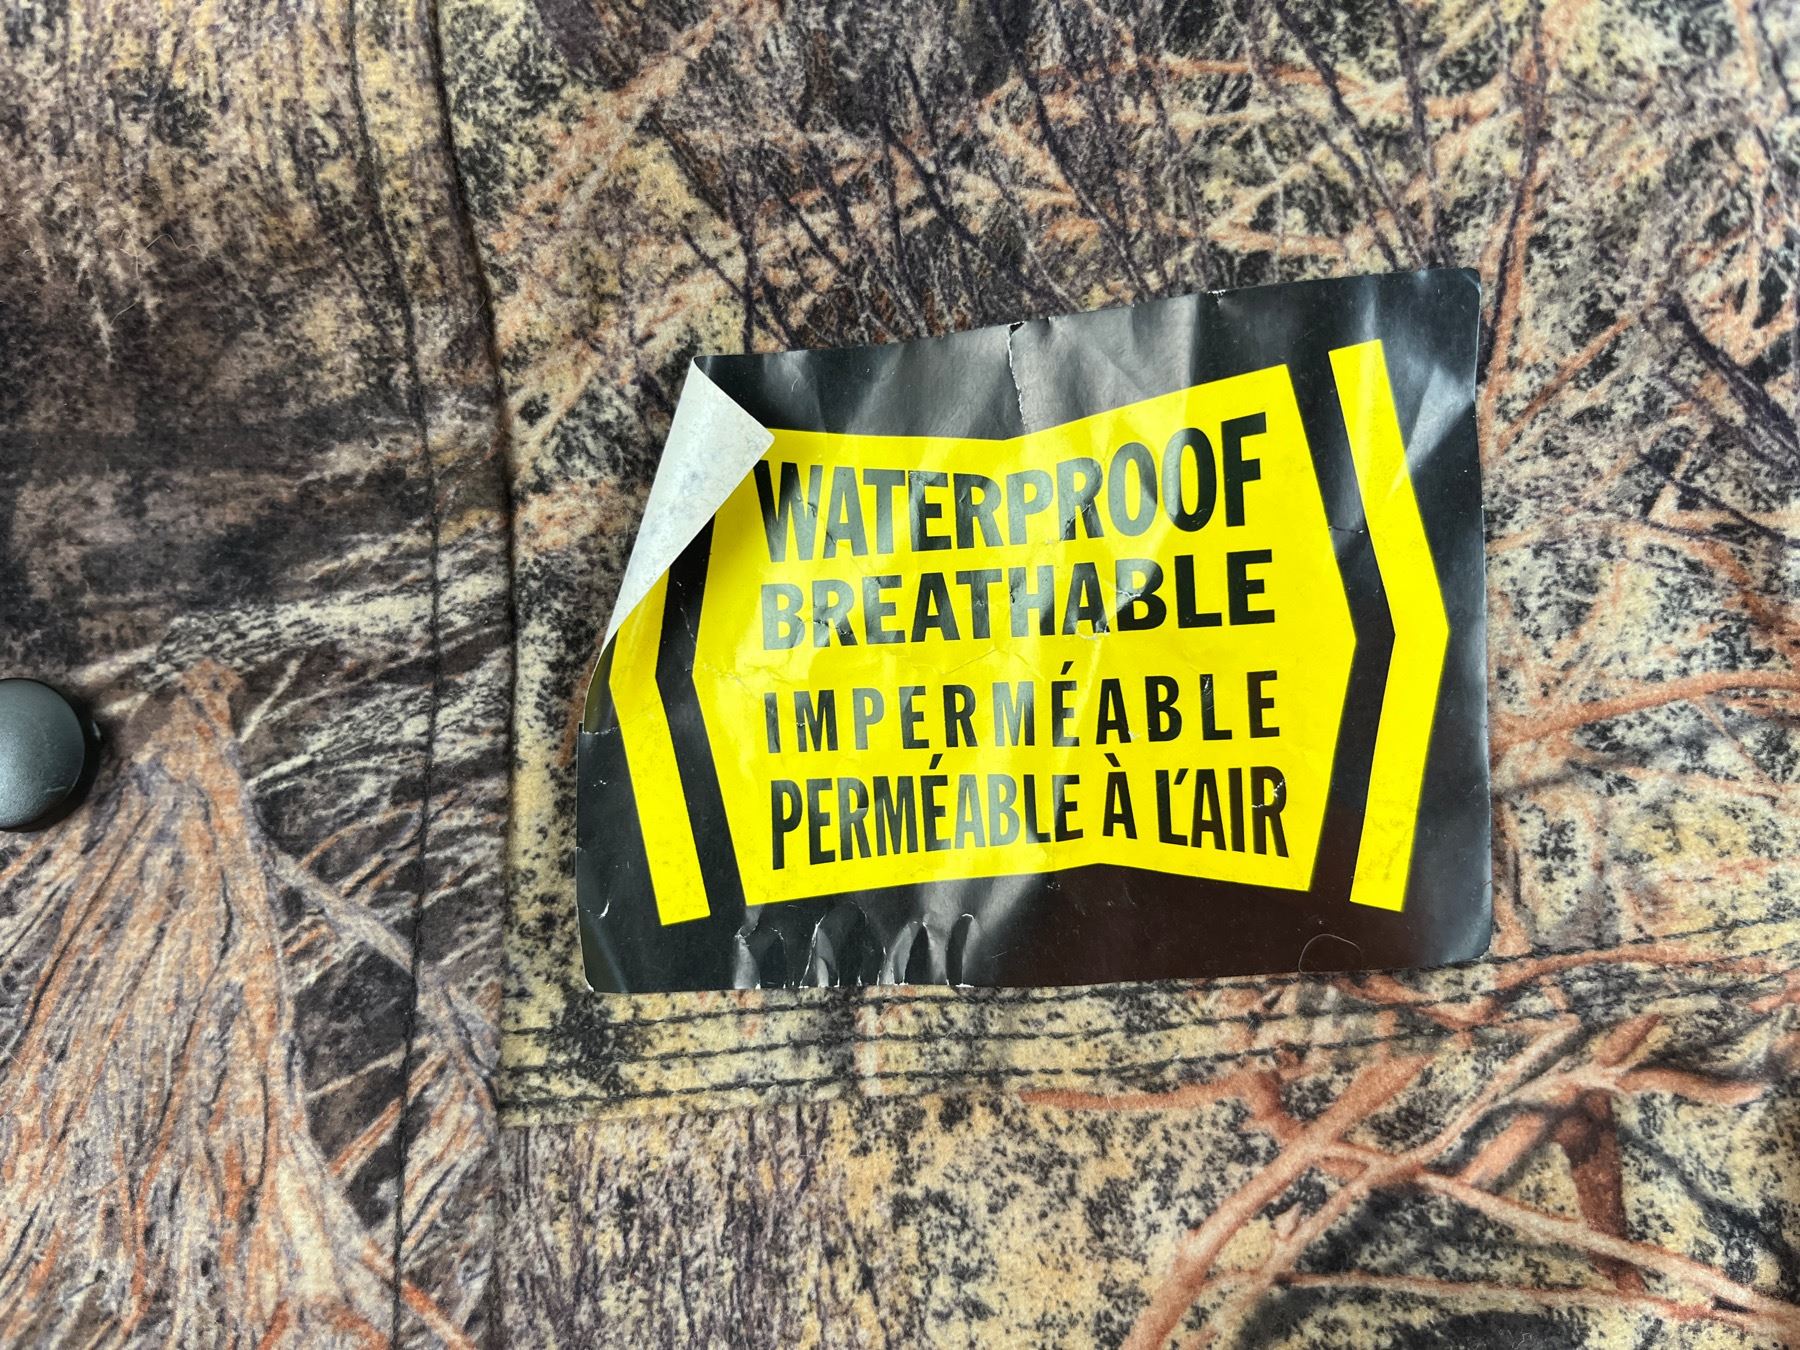 WATERPROOF
BREATHABLE
IMPERMÉABLE
PERMÉABLE À L'AIR